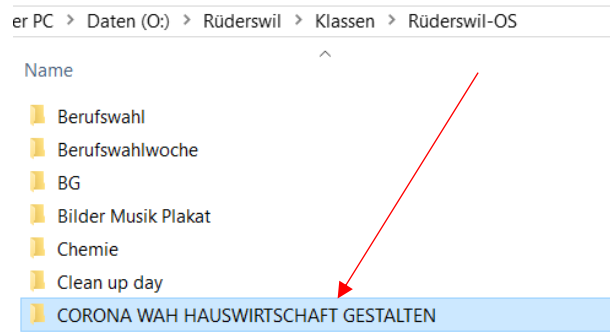 er PC > Daten (O:) > Rüderswil > Klassen > Rüderswil-OS
Name
Berufswahl
Berufswahlwoche
BG
Bilder Musik Plakat
Chemie
Clean up day
CORONA WAH HAUSWIRTSCHAFT GESTALTEN